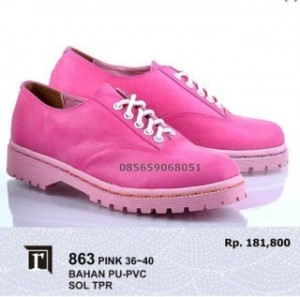 085659068051
Rp. 181,800
863 PINK 36~40
BAHAN PU-PVC
SOL TPR